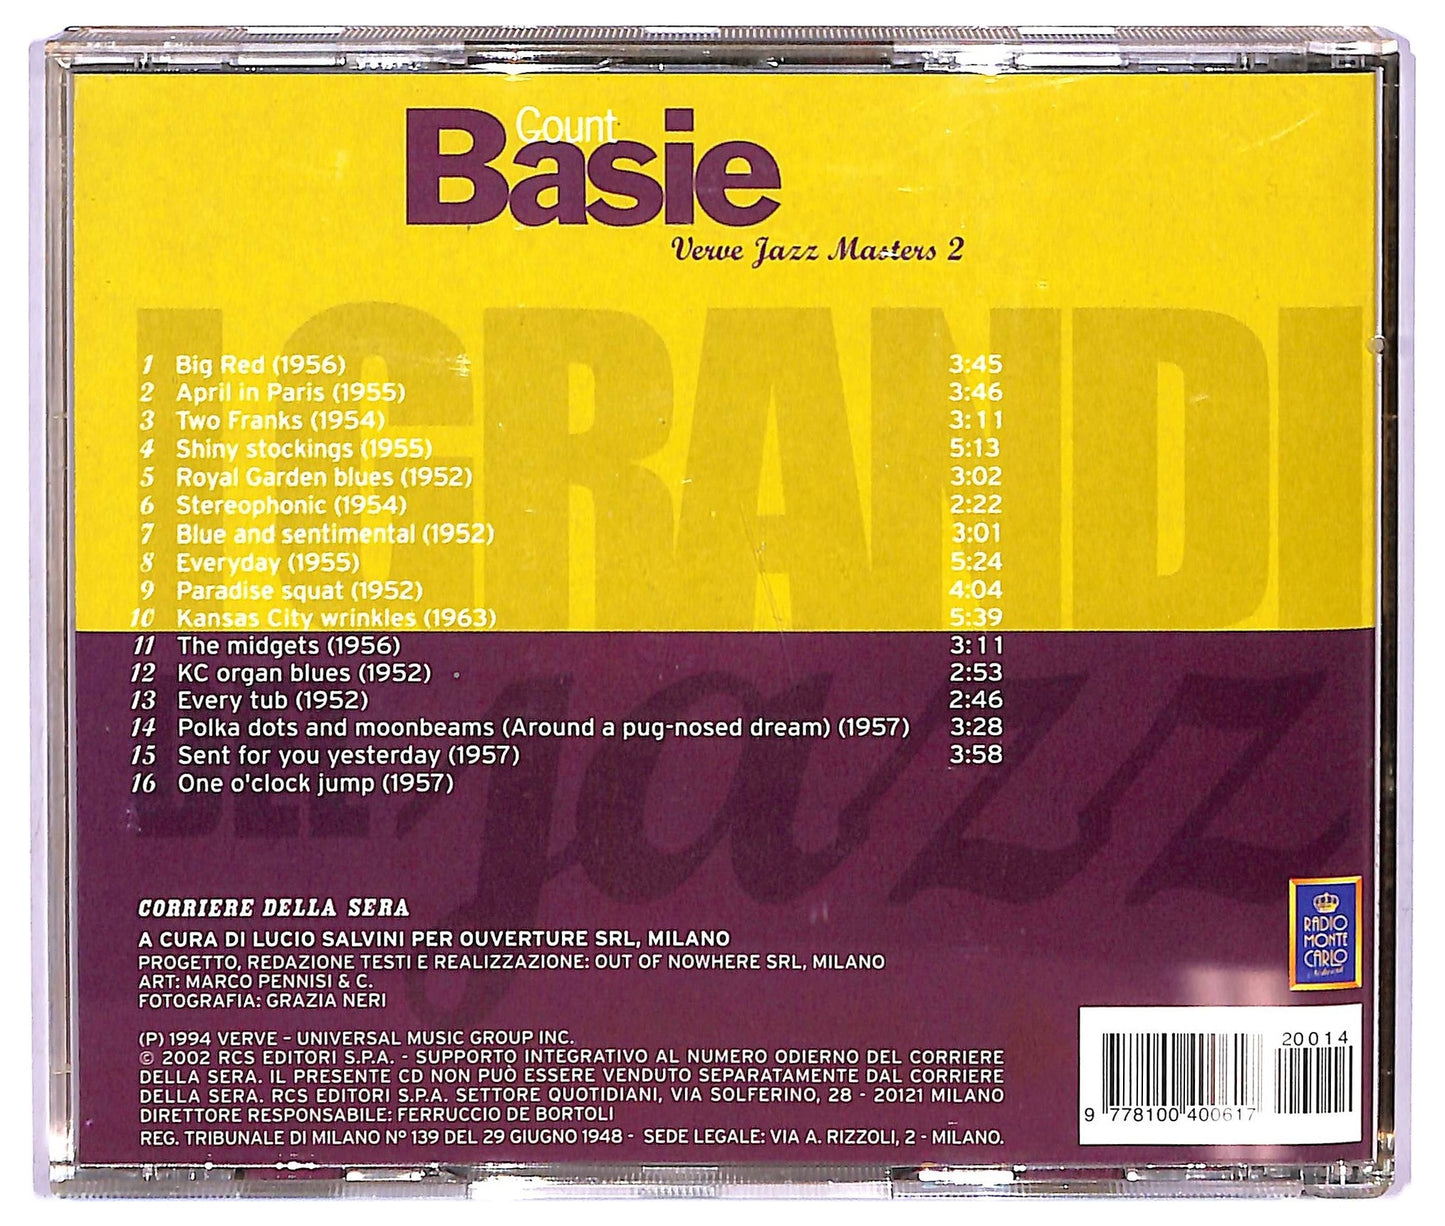 Count
Basie
Verve Jazz Masters 2
I GRANDI
1 Big Red (1956) 3:45
2 April in Paris (1955) 3:46
3 Two Franks (1954) 3:11
4 Shiny stockings (1955) 5:13
5 Royal Garden blues (1952) 3:02
6 Stereophonic (1954) 2:22
7 Blue and sentimental (1952) 3:01
8 Everyday (1955) 5:24
9 Paradise squat (1952) 4:04
10 Kansas City wrinkles (1963) 5:39
11 The midgets (1956) 3:11
12 KC organ blues (1952) 2:53
13 Every tub (1952) 2:46
14 Polka dots and moonbeams (Around a pug-nosed dream) (1957) 3:28
15 Sent for you yesterday (1957) 3:58
16 One o'clock jump (1957)
jazz
CORRIERE DELLA SERA
A CURA DI LUCIO SALVINI PER OUVERTURE SRL, MILANO
PROGETTO, REDAZIONE TESTI E REALIZZAZIONE: OUT OF NOWHERE SRL, MILANO
ART: MARCO PENNISI & C.
FOTOGRAFIA: GRAZIA NERI
RADIO
MONTE
CARLO
(P) 1994 VERVE – UNIVERSAL MUSIC GROUP INC.
© 2002 RCS EDITORI S.P.A. - SUPPORTO INTEGRATIVO AL NUMERO ODIERNO DEL CORRIERE
DELLA SERA. IL PRESENTE CD NON PUÒ ESSERE VENDUTO SEPARATAMENTE DAL CORRIERE
DELLA SERA. RCS EDITORI S.P.A. SETTORE QUOTIDIANI, VIA SOLFERINO, 28 - 20121 MILANO
DIRETTORE RESPONSABILE: FERRUCCIO DE BORTOLI
REG. TRIBUNALE DI MILANO N° 139 DEL 29 GIUGNO 1948 - SEDE LEGALE: VIA A. RIZZOLI, 2 - MILANO.
20014
9 778100 400617